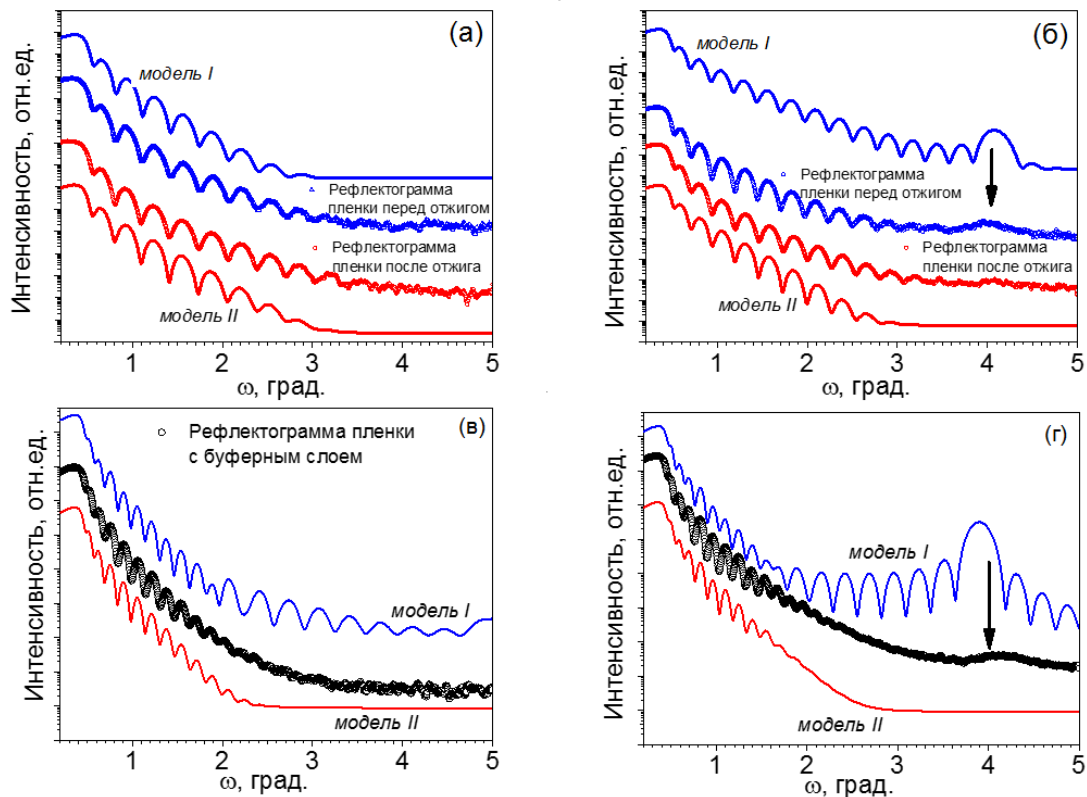 (а)
модель I
Рефлектограмма
пленки перед отжигом
Рефлектограмма
пленки после отжига
модель II
Интенсивность, отн.ед.
1 2 3 4 5
ω, град.
(б)
модель I
Рефлектограмма
пленки перед отжигом
Рефлектограмма
пленки после отжига
модель II
Интенсивность, отн.ед.
1 2 3 4 5
ω, град.
(в)
Рефлектограмма пленки
с буферным слоем
модель I
модель II
Интенсивность, отн.ед.
1 2 3 4 5
ω, град.
(г)
модель I
модель II
Интенсивность, отн.ед.
1 2 3 4 5
ω, град.